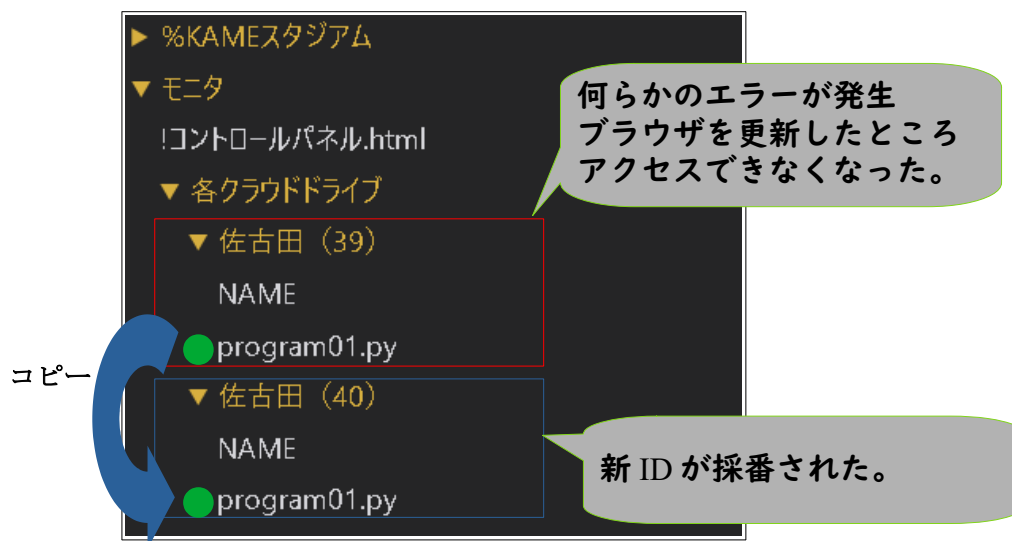 ▶ %KAMEスタジアム
▼ モニタ
!コントロールパネル.html
▼ 各クラウドドライブ
▼ 佐古田（39）
NAME
program01.py
▼ 佐古田（40）
NAME
program01.py
何らかのエラーが発生
ブラウザを更新したところ
アクセスできなくなった。
コピー
新 ID が採番された。